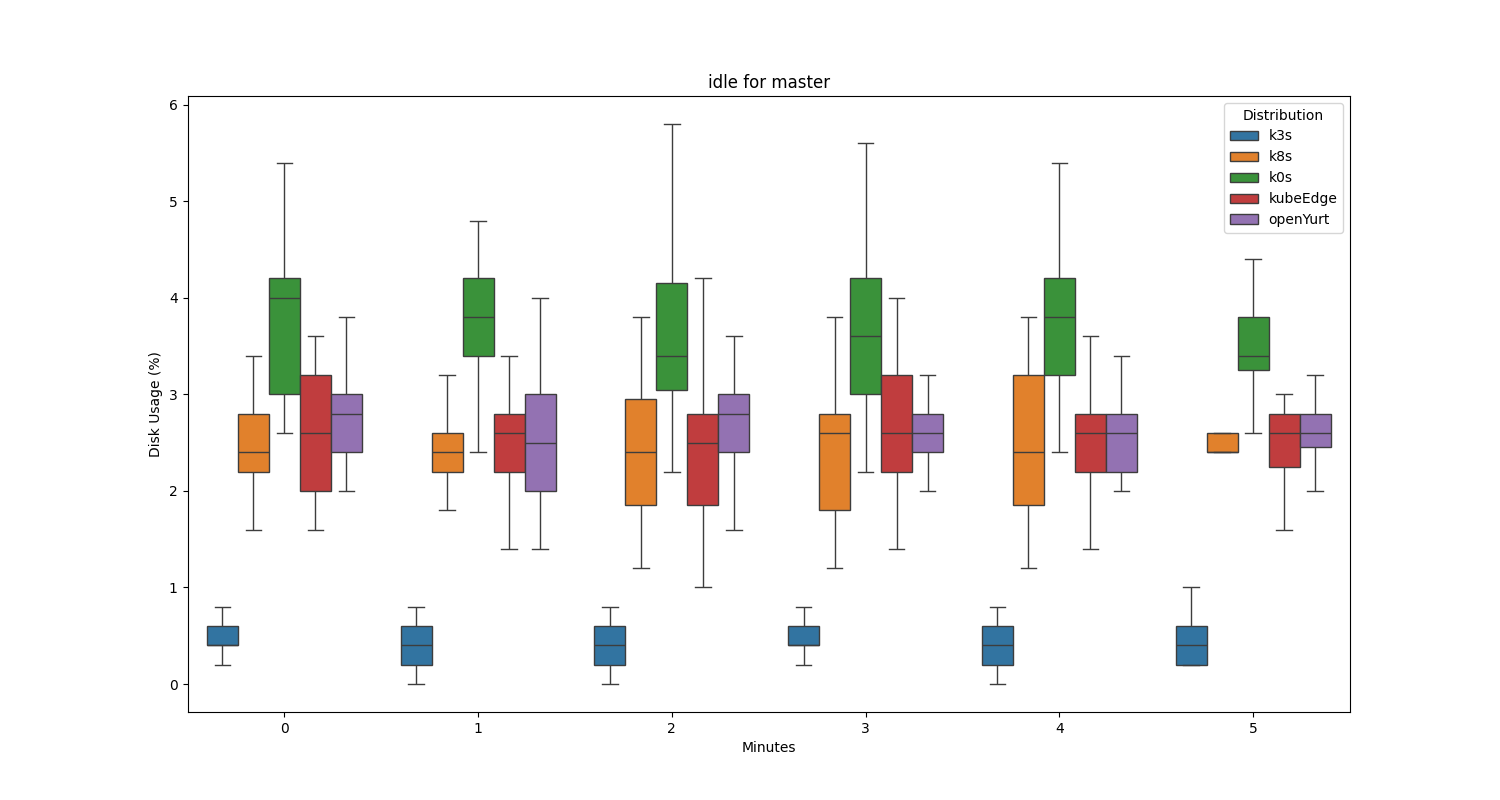 idle for master
Disk Usage (%)
6
5
4
3
2
1
0
Distribution
k3s
k8s
k0s
kubeEdge
openYurt
0 1 2 3 4 5
Minutes